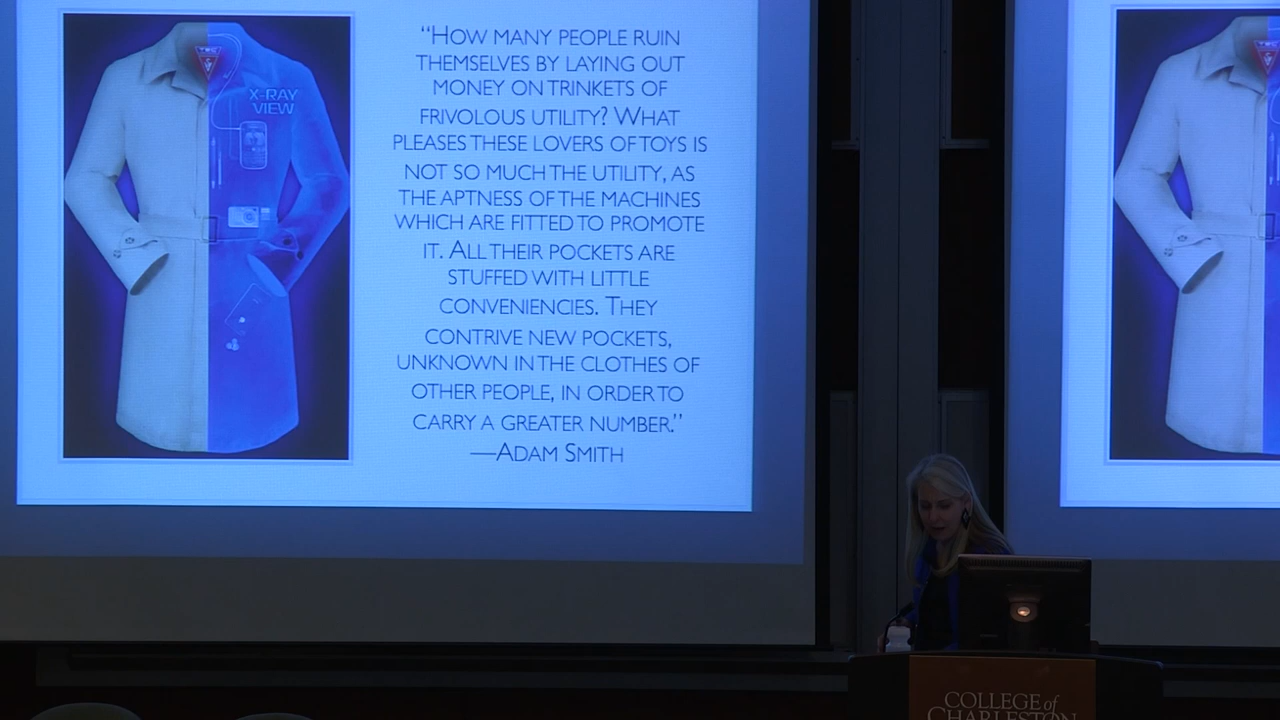 X-RAY
VIEW
“HOW MANY PEOPLE RUIN
THEMSELVES BY LAYING OUT
MONEY ON TRINKETS OF
FRIVOLOUS UTILITY? WHAT
PLEASES THESE LOVERS OF TOYS IS
NOT SO MUCH THE UTILITY, AS
THE APTNESS OF THE MACHINES
WHICH ARE FITTED TO PROMOTE
IT. ALL THEIR POCKETS ARE
STUFFED WITH LITTLE
CONVENIENCIES. THEY
CONTRIVE NEW POCKETS,
UNKNOWN IN THE CLOTHES OF
OTHER PEOPLE, IN ORDER TO
CARRY A GREATER NUMBER.”
—ADAM SMITH
COLLEGE of
CHARLESTON